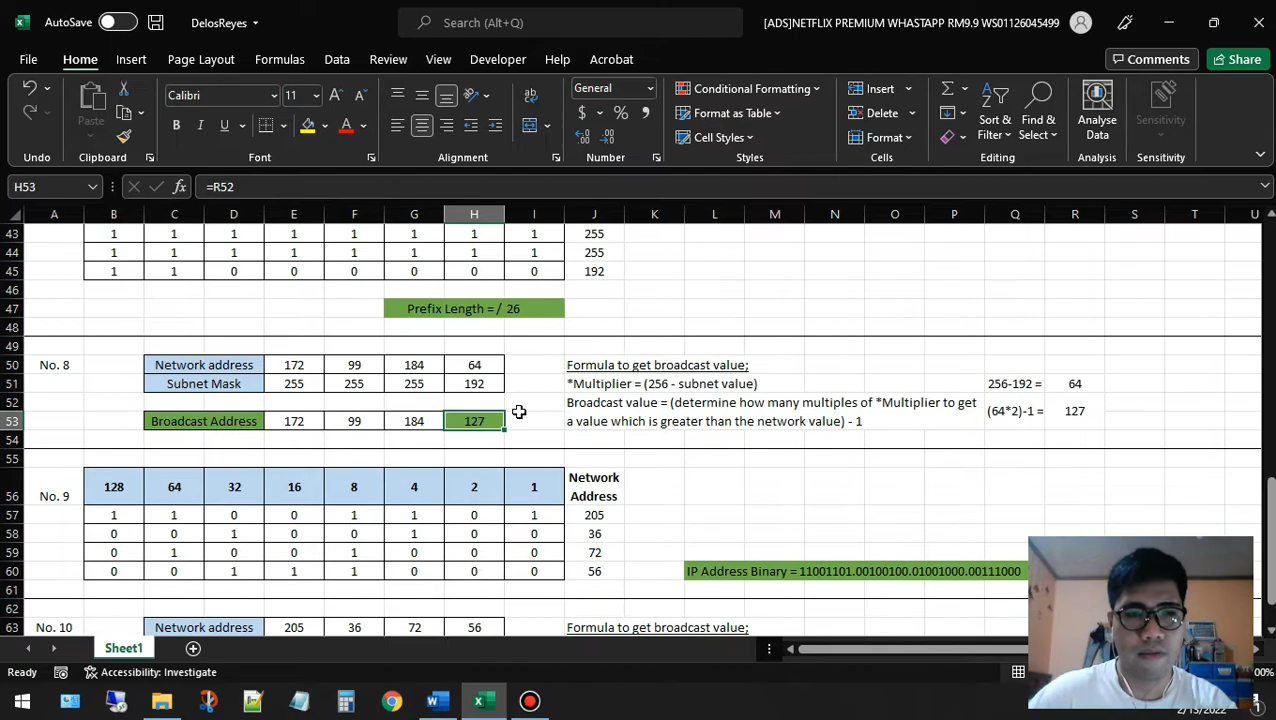 AutoSave Off DelosReyes Search (Alt+Q) [ADS]NETFLIX PREMIUM WHASTAPP RM9.9 WS01126045499
File Home Insert Page Layout Formulas Data Review View Developer Help Acrobat Comments Share
Calibri 11 General Conditional Formatting Insert
Paste Format as Table Delete Sort & Filter Find & Select Analyse Data Sensitivity
B I U A $ % Cell Styles Format
Undo Clipboard Font Alignment Number Styles Cells Editing Analysis Sensitivity
H53 fx =R52
A B C D E F G H I J K L M N O P Q R S T U
43 1 1 1 1 1 1 1 1 255
44 1 1 1 1 1 1 1 1 255
45 1 1 0 0 0 0 0 0 192
46
47 Prefix Length = / 26
48
49
50 No. 8 Network address 172 99 184 64 Formula to get broadcast value;
51 Subnet Mask 255 255 255 192 *Multiplier = (256 - subnet value) 256-192 = 64
52 Broadcast value = (determine how many multiples of *Multiplier to get (64*2)-1 = 127
53 Broadcast Address 172 99 184 127 a value which is greater than the network value) - 1
54
55
56 No. 9 128 64 32 16 8 4 2 1 Network Address
57 1 1 0 0 1 1 0 1 205
58 0 0 1 0 0 1 0 0 36
59 0 1 0 0 1 0 0 0 72
60 0 0 1 1 1 0 0 0 56 IP Address Binary = 11001101.00100100.01001000.00111000
61
62
63 No. 10 Network address 205 36 72 56 Formula to get broadcast value;
Sheet1
Ready Accessibility: Investigate
2/13/2022